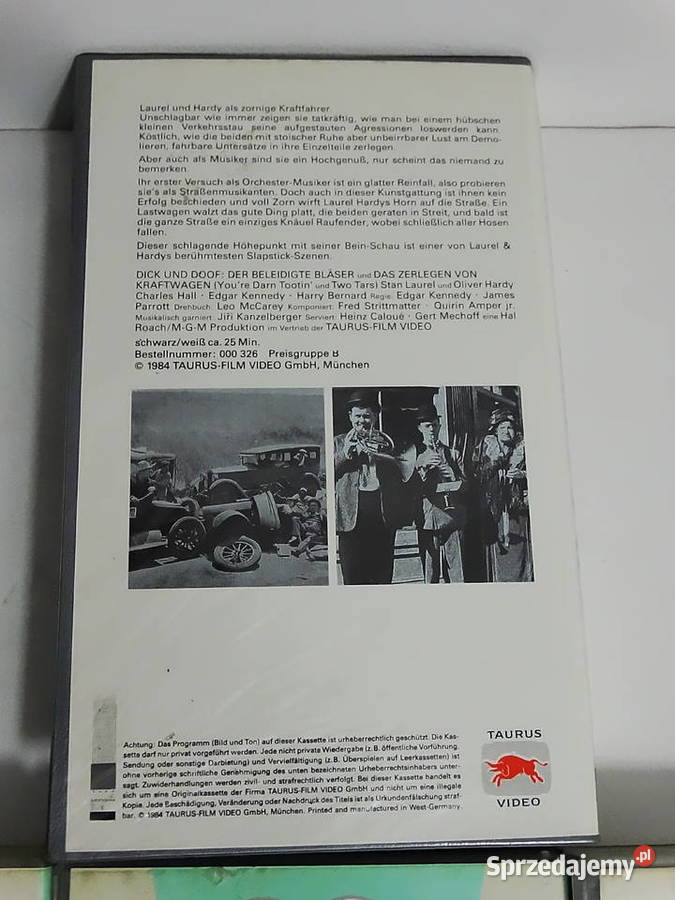 Laurel und Hardy als zornige Kraftfahrer.
Unschlagbar wie immer zeigen sie tatkräftig, wie man bei einem hübschen
kleinen Verkehrsstau seine aufgestauten Agressionen loswerden kann.
Köstlich, wie die beiden mit stoischer Ruhe aber unbeirrbarer Lust am Demo-
lieren, fahrbare Untersätze in ihre Einzelteile zerlegen.
Aber auch als Musiker sind sie ein Hochgenuß, nur scheint das niemand zu
bemerken.
Ihr erster Versuch als Orchester-Musiker ist ein glatter Reinfall, also probieren
sie's als Straßenmusikanten. Doch auch in dieser Kunstgattung ist ihnen kein
Erfolg beschieden und voll Zorn wirft Laurel Hardys Horn auf die Straße. Ein
Lastwagen walzt das gute Ding platt, die beiden geraten in Streit, und bald ist
die ganze Straße ein einziges Knäuel Raufender, wobei schließlich aller Hosen
fallen.
Dieser schlagende Höhepunkt mit seiner Bein-Schau ist einer von Laurel &
Hardys berühmtesten Slapstick-Szenen.
DICK UND DOOF: DER BELEIDIGTE BLÄSER und DAS ZERLEGEN VON
KRAFTWAGEN (You're Darn Tootin' und Two Tars) Stan Laurel und Oliver Hardy
Charles Hall · Edgar Kennedy · Harry Bernard Regie: Edgar Kennedy · James
Parrott Drehbuch: Leo McCarey Komponiert: Fred Strittmatter · Quirin Amper jr.
Musikalisch garniert: Jiří Kanzelberger Serviert: Heinz Caloué · Gert Mechoff eine Hal
Roach/M-G-M Produktion im Vertrieb der TAURUS-FILM VIDEO
schwarz/weiß ca. 25 Min.
Bestellnummer: 000 326 Preisgruppe B
© 1984 TAURUS-FILM VIDEO GmbH, München
Achtung: Das Programm (Bild und Ton) auf dieser Kassette ist urheberrechtlich geschützt. Die Kas-
sette darf nur privat vorgeführt werden. Jede nicht private Wiedergabe (z.B. öffentliche Vorführung,
Sendung oder sonstige Darbietung) und Vervielfältigung (z.B. Überspielen auf Leerkassetten) ist
ohne vorherige schriftliche Genehmigung des unten bezeichneten Urheberrechtsinhabers unter-
sagt. Zuwiderhandlungen werden zivil- und strafrechtlich verfolgt. Bei dieser Kassette handelt es
sich um eine Originalkassette der Firma TAURUS-FILM VIDEO und nicht um eine illegale
Kopie. Jede Beschädigung, Veränderung oder Nachdruck des Titels ist als Urkundenfälschung straf-
bar. © 1984 TAURUS-FILM VIDEO GmbH, München. Printed and manufactured in West-Germany.
TAURUS
VIDEO
Sprzedajemy.pl